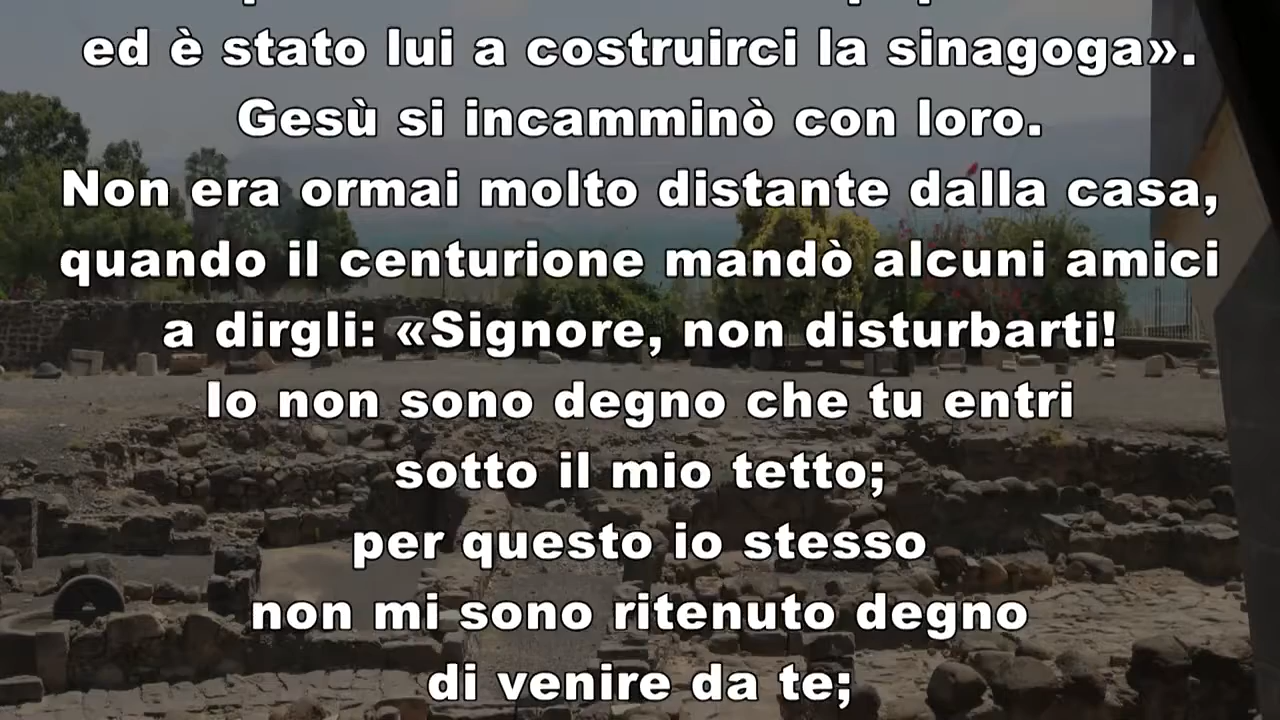 ed è stato lui a costruirci la sinagoga».
Gesù si incamminò con loro.
Non era ormai molto distante dalla casa,
quando il centurione mandò alcuni amici
a dirgli: «Signore, non disturbarti!
Io non sono degno che tu entri
sotto il mio tetto;
per questo io stesso
non mi sono ritenuto degno
di venire da te;